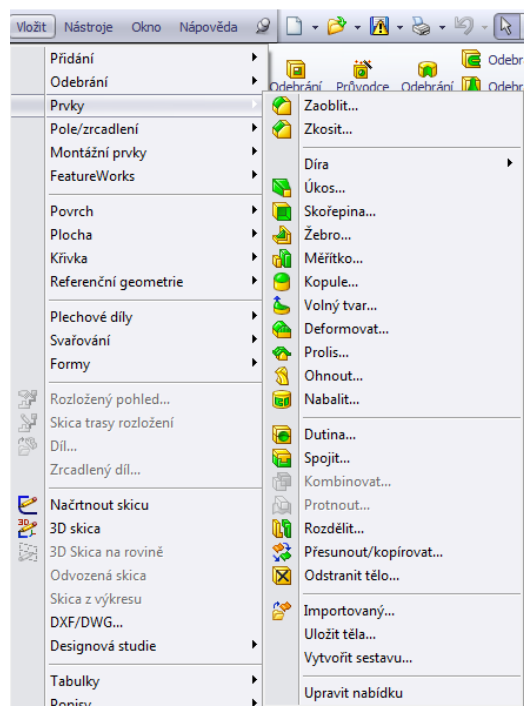 Vložit Nástroje Okno Nápověda
Přidání
Odebrání
Prvky
Pole/zrcadlení
Montážní prvky
FeatureWorks
Povrch
Plocha
Křivka
Referenční geometrie
Plechové díly
Svařování
Formy
Rozložený pohled...
Skica trasy rozložení
Díl...
Zrcadlený díl...
Načrtnout skicu
3D skica
3D Skica na rovině
Odvozená skica
Skica z výkresu
DXF/DWG...
Designová studie
Tabulky
Popisy
Odebrání Průvodce Odebrání
Odebr
Odebr
Zaoblit...
Zkosit...
Díra
Úkos...
Skořepina...
Žebro...
Měřítko...
Kopule...
Volný tvar...
Deformovat...
Prolis...
Ohnout...
Nabalit...
Dutina...
Spojit...
Kombinovat...
Protnout...
Rozdělit...
Přesunout/kopírovat...
Odstranit tělo...
Importovaný...
Uložit těla...
Vytvořit sestavu...
Upravit nabídku